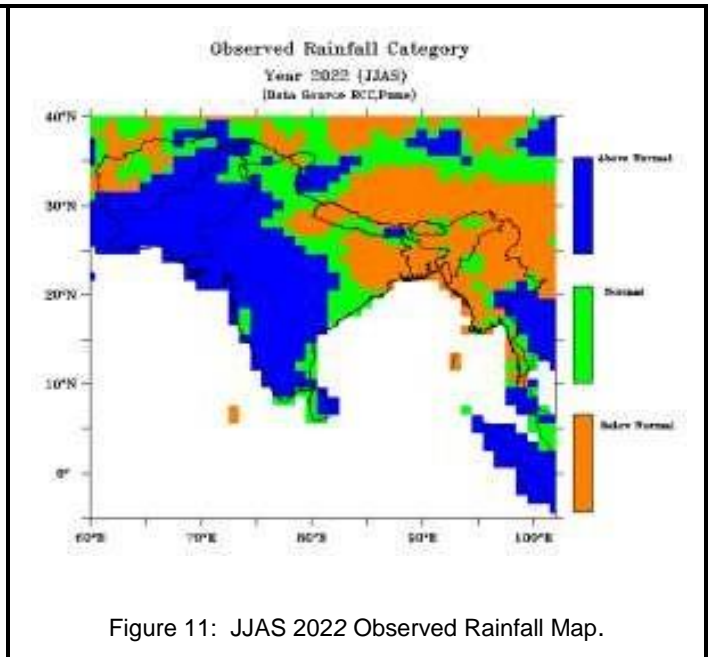 Observed Rainfall Category
Year 2022 (JJAS)
(Data Source RCC,Pune)
40°N
30°N
20°N
10°N
0°
60°E
70°E
80°E
90°E
100°E
Above Normal
Normal
Below Normal
Figure 11: JJAS 2022 Observed Rainfall Map.